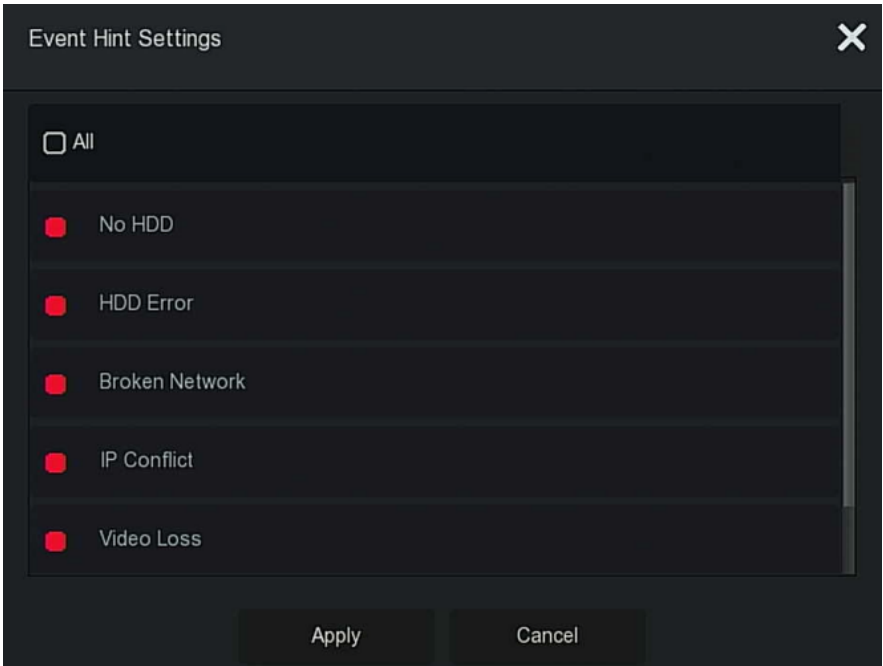 Event Hint Settings
All
No HDD
HDD Error
Broken Network
IP Conflict
Video Loss
Apply
Cancel